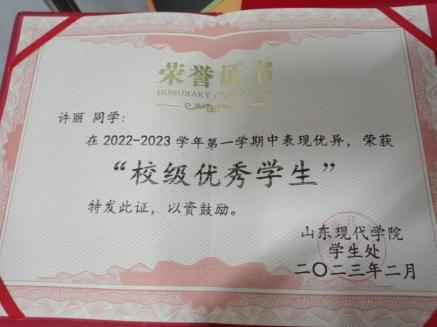 荣誉证书
HONORARY CREDENTIAL
许丽 同学：
在2022-2023学年第一学期中表现优异，荣获
“校级优秀学生”
特发此证，以资鼓励。
山东现代学院
学生处
二〇二三年二月